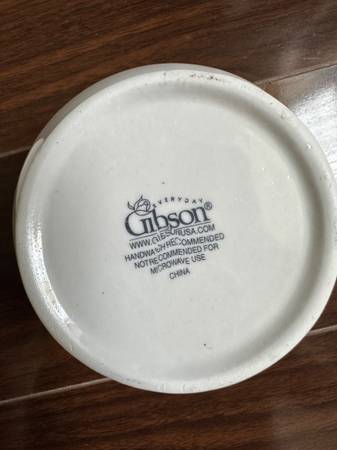 EVERYDAY
Gibson®
WWW.GIBSONUSA.COM
HANDWASH RECOMMENDED
NOT RECOMMENDED FOR
MICROWAVE USE
CHINA